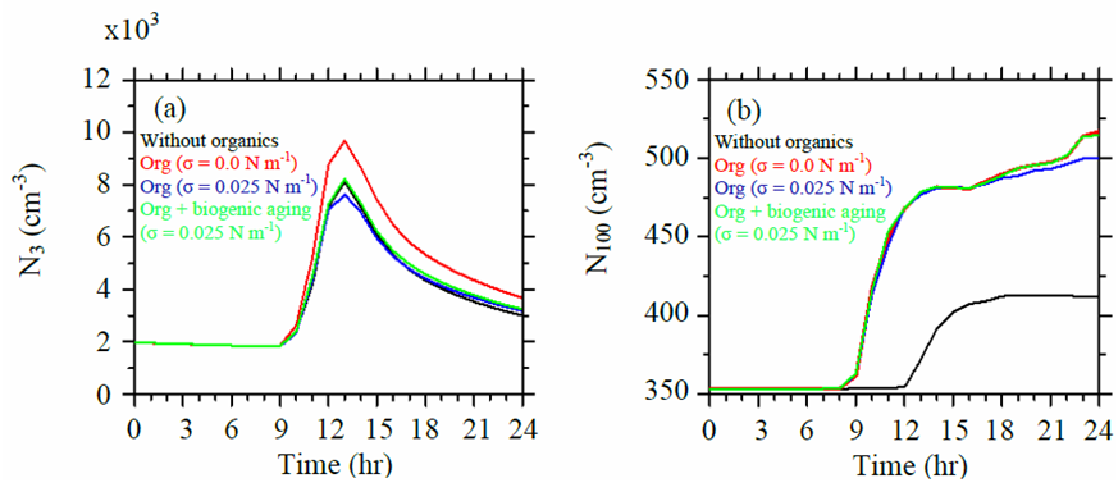 x10³
12
10
8
6
4
2
0
N₃ (cm⁻³)
(a)
Without organics
Org (σ = 0.0 N m⁻¹)
Org (σ = 0.025 N m⁻¹)
Org + biogenic aging
(σ = 0.025 N m⁻¹)
0 3 6 9 12 15 18 21 24
Time (hr)
550
500
450
400
350
N₁₀₀ (cm⁻³)
(b)
Without organics
Org (σ = 0.0 N m⁻¹)
Org (σ = 0.025 N m⁻¹)
Org + biogenic aging
(σ = 0.025 N m⁻¹)
0 3 6 9 12 15 18 21 24
Time (hr)